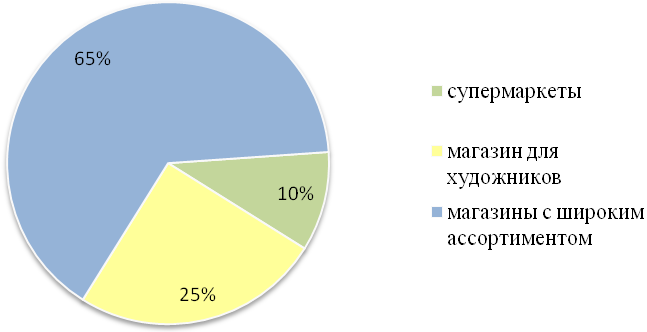 65%
супермаркеты
магазин для
художников
10%
магазины с широким
ассортиментом
25%